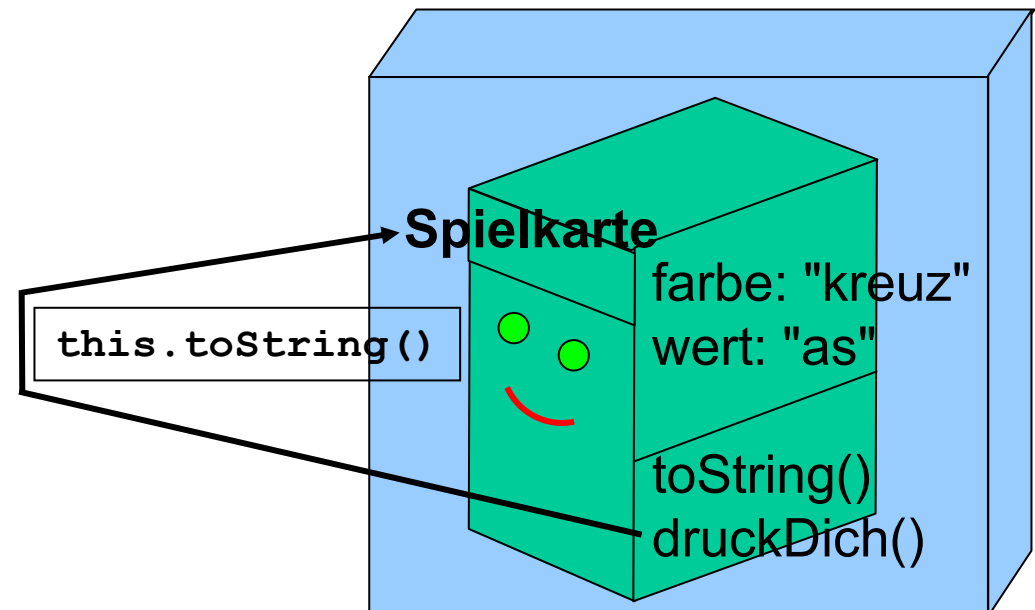 Spielkarte
farbe: "kreuz"
this.toString()
wert: "as"
toString()
druckDich()